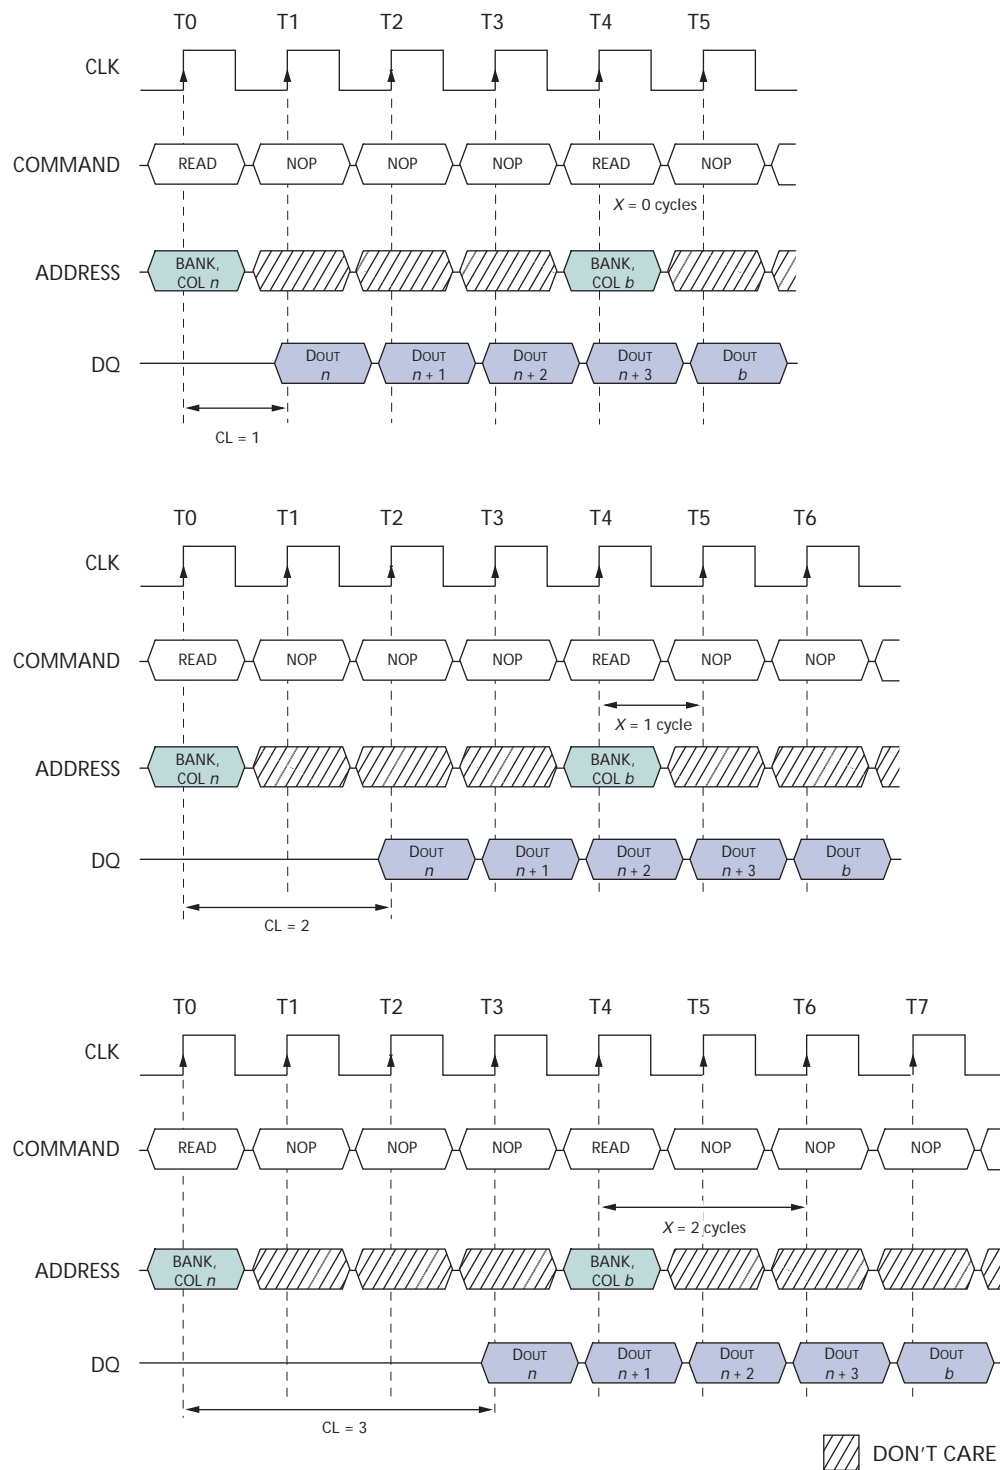 T0 T1 T2 T3 T4 T5
CLK
COMMAND READ NOP NOP NOP READ NOP
X = 0 cycles
ADDRESS BANK, COL n BANK, COL b
DQ DOUT n DOUT n + 1 DOUT n + 2 DOUT n + 3 DOUT b
CL = 1
T0 T1 T2 T3 T4 T5 T6
CLK
COMMAND READ NOP NOP NOP READ NOP NOP
X = 1 cycle
ADDRESS BANK, COL n BANK, COL b
DQ DOUT n DOUT n + 1 DOUT n + 2 DOUT n + 3 DOUT b
CL = 2
T0 T1 T2 T3 T4 T5 T6 T7
CLK
COMMAND READ NOP NOP NOP READ NOP NOP NOP
X = 2 cycles
ADDRESS BANK, COL n BANK, COL b
DQ DOUT n DOUT n + 1 DOUT n + 2 DOUT n + 3 DOUT b
CL = 3
DON'T CARE